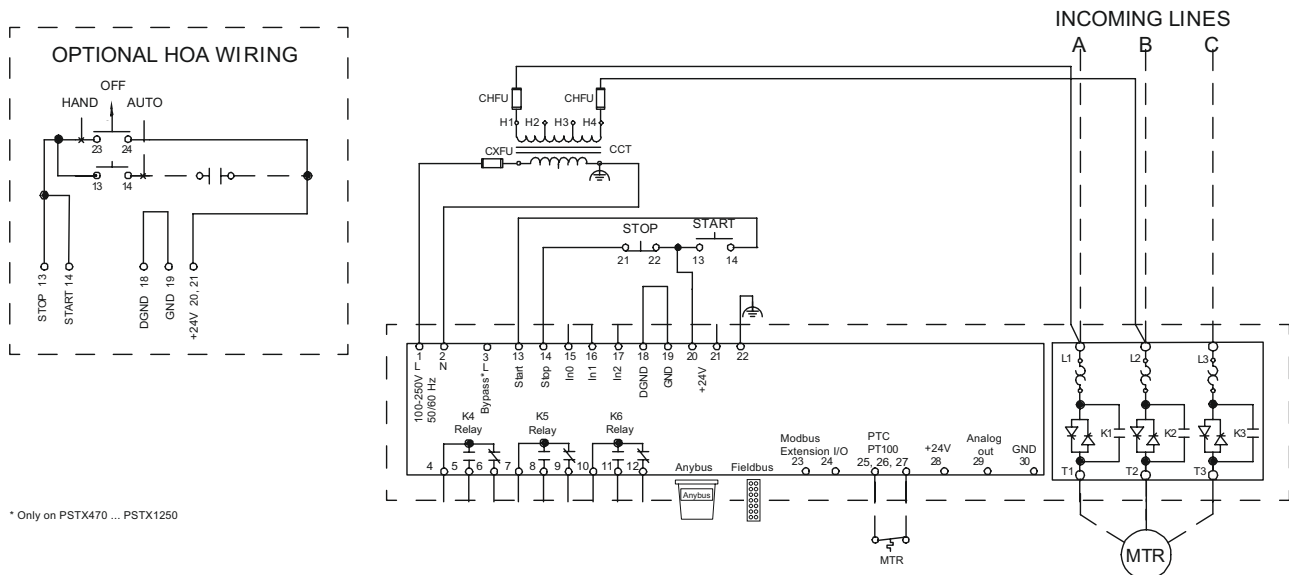 INCOMING LINES
A B C
OPTIONAL HOA WIRING
OFF
HAND AUTO
23 24
13 14
STOP 13
START 14
DGND 18
GND 19
+24V 20, 21
CHFU CHFU
H1 H2 H3 H4
CXFU CCT
STOP START
21 22 13 14
1 2 3 13 14 15 16 17 18 19 20 21 22
L N L Start Stop In0 In1 In2 DGND GND +24V
100-250V
50/60 Hz
Bypass*
K4
Relay
K5
Relay
K6
Relay
4 5 6 7 8 9 10 11 12
Anybus Fieldbus
Anybus
Modbus
Extension I/O
23 24
PTC
PT100
25, 26, 27
+24V
28
Analog
out
29
GND
30
MTR
L1 L2 L3
K1 K2 K3
T1 T2 T3
MTR
* Only on PSTX470 ... PSTX1250